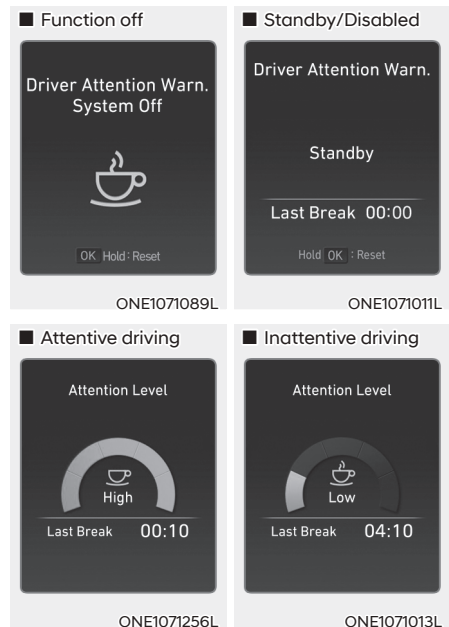 ■ Function off
Driver Attention Warn.
System Off
OK Hold : Reset
ONE1071089L
■ Standby/Disabled
Driver Attention Warn.
Standby
Last Break 00:00
Hold OK : Reset
ONE1071011L
■ Attentive driving
Attention Level
High
Last Break 00:10
ONE1071256L
■ Inattentive driving
Attention Level
Low
Last Break 04:10
ONE1071013L